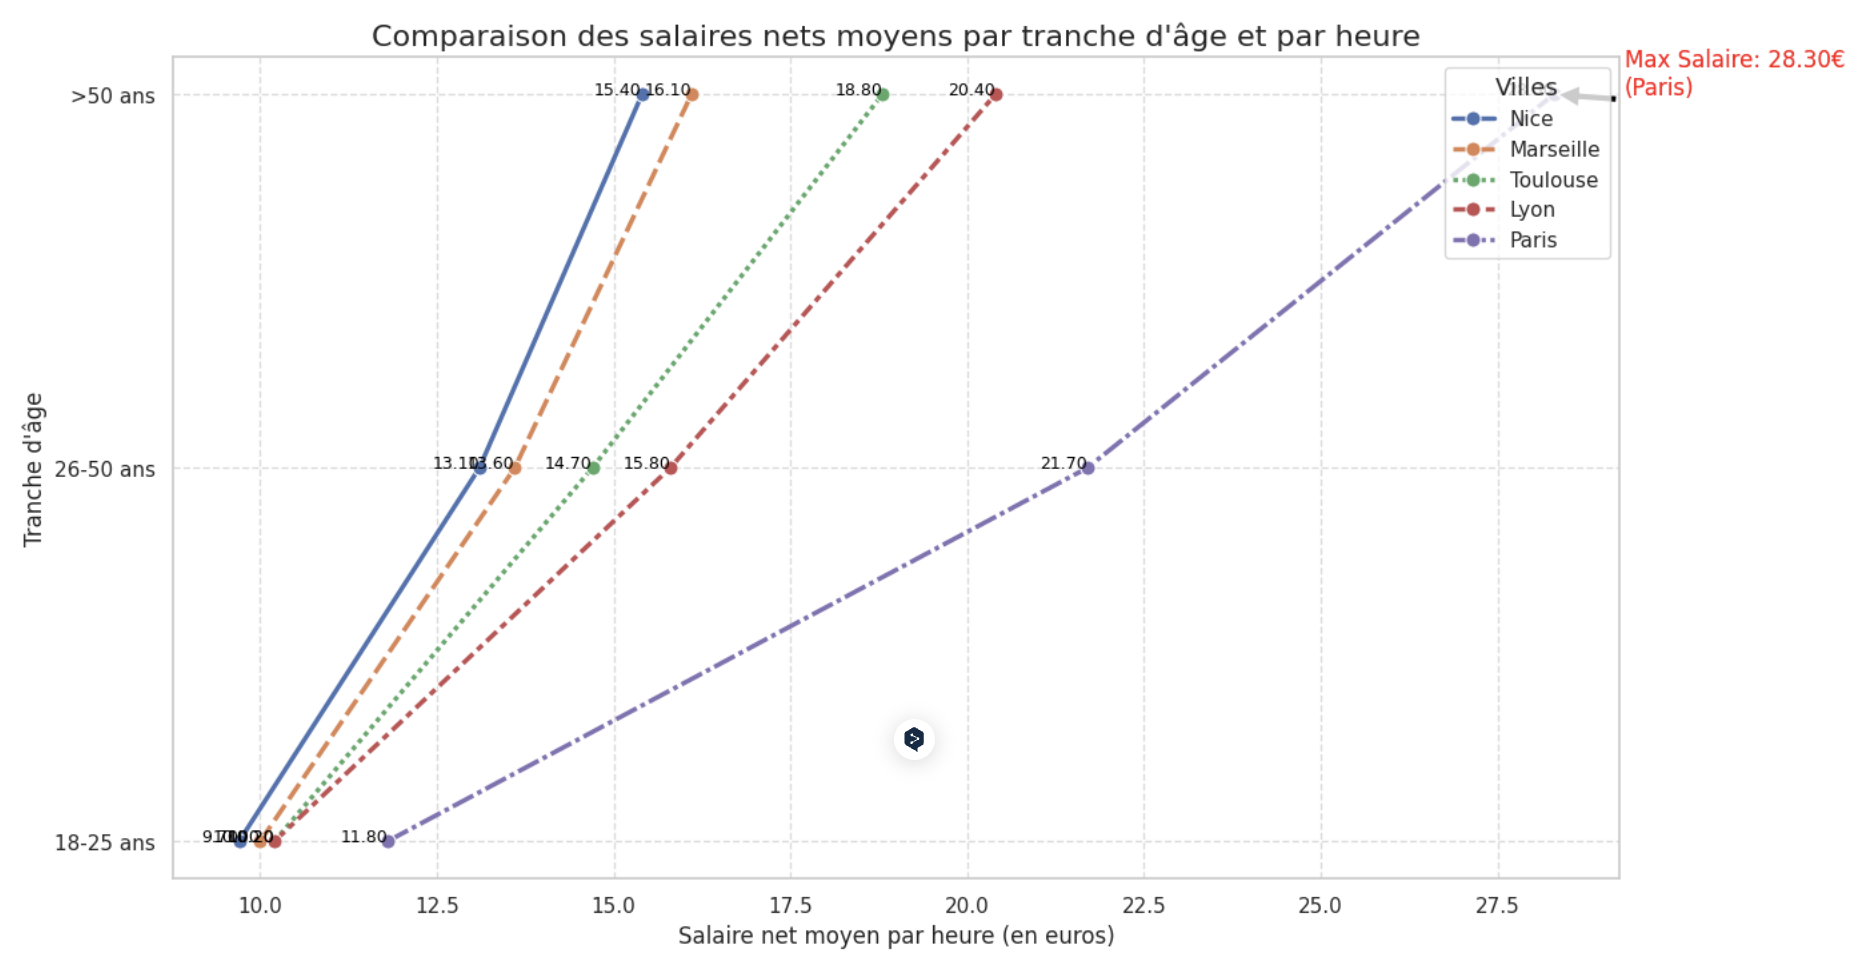 Comparaison des salaires nets moyens par tranche d'âge et par heure
Max Salaire: 28.30€
(Paris)
Villes
Nice
Marseille
Toulouse
Lyon
Paris
>50 ans
15.40
16.10
18.80
20.40
26-50 ans
13.10
13.60
14.70
15.80
21.70
18-25 ans
11.80
10.0
12.5
15.0
17.5
20.0
22.5
25.0
27.5
Tranche d'âge
Salaire net moyen par heure (en euros)